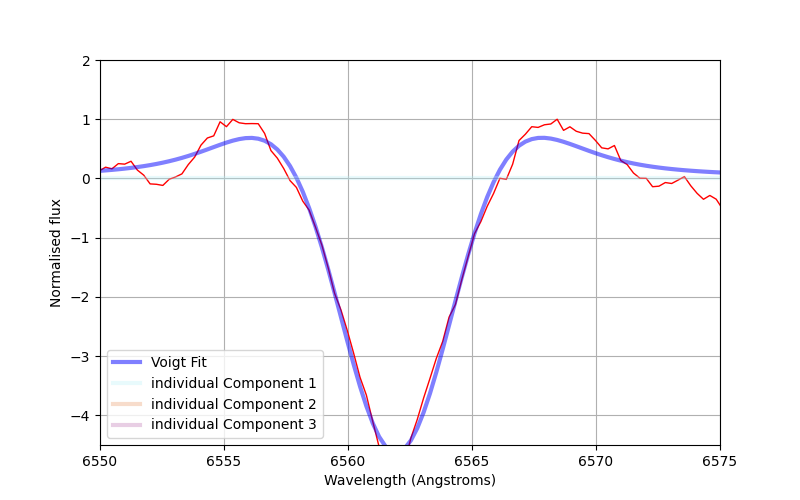 2
1
0
−1
−2
−3
−4
Normalised flux
Voigt Fit
individual Component 1
individual Component 2
individual Component 3
6550 6555 6560 6565 6570 6575
Wavelength (Angstroms)